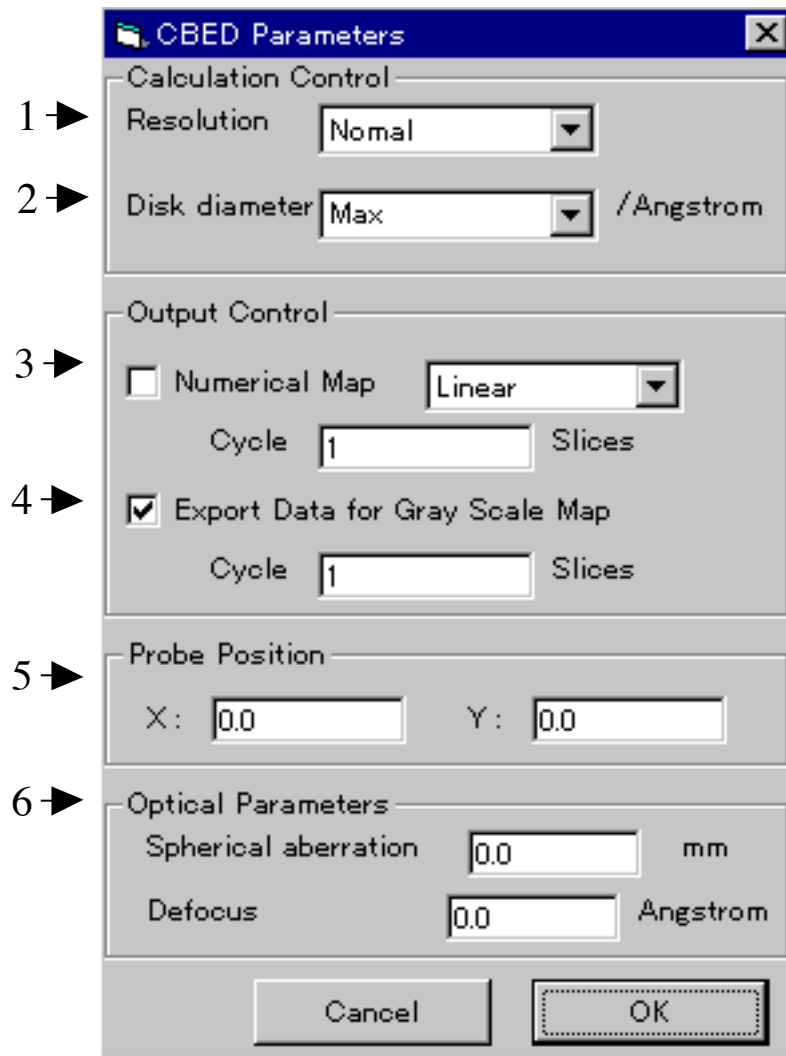 CBED Parameters
Calculation Control
1 Resolution Nomal
2 Disk diameter Max /Angstrom
Output Control
3 Numerical Map Linear
Cycle 1 Slices
4 Export Data for Gray Scale Map
Cycle 1 Slices
Probe Position
5
X: 0.0 Y: 0.0
6 Optical Parameters
Spherical aberration 0.0 mm
Defocus 0.0 Angstrom
Cancel OK